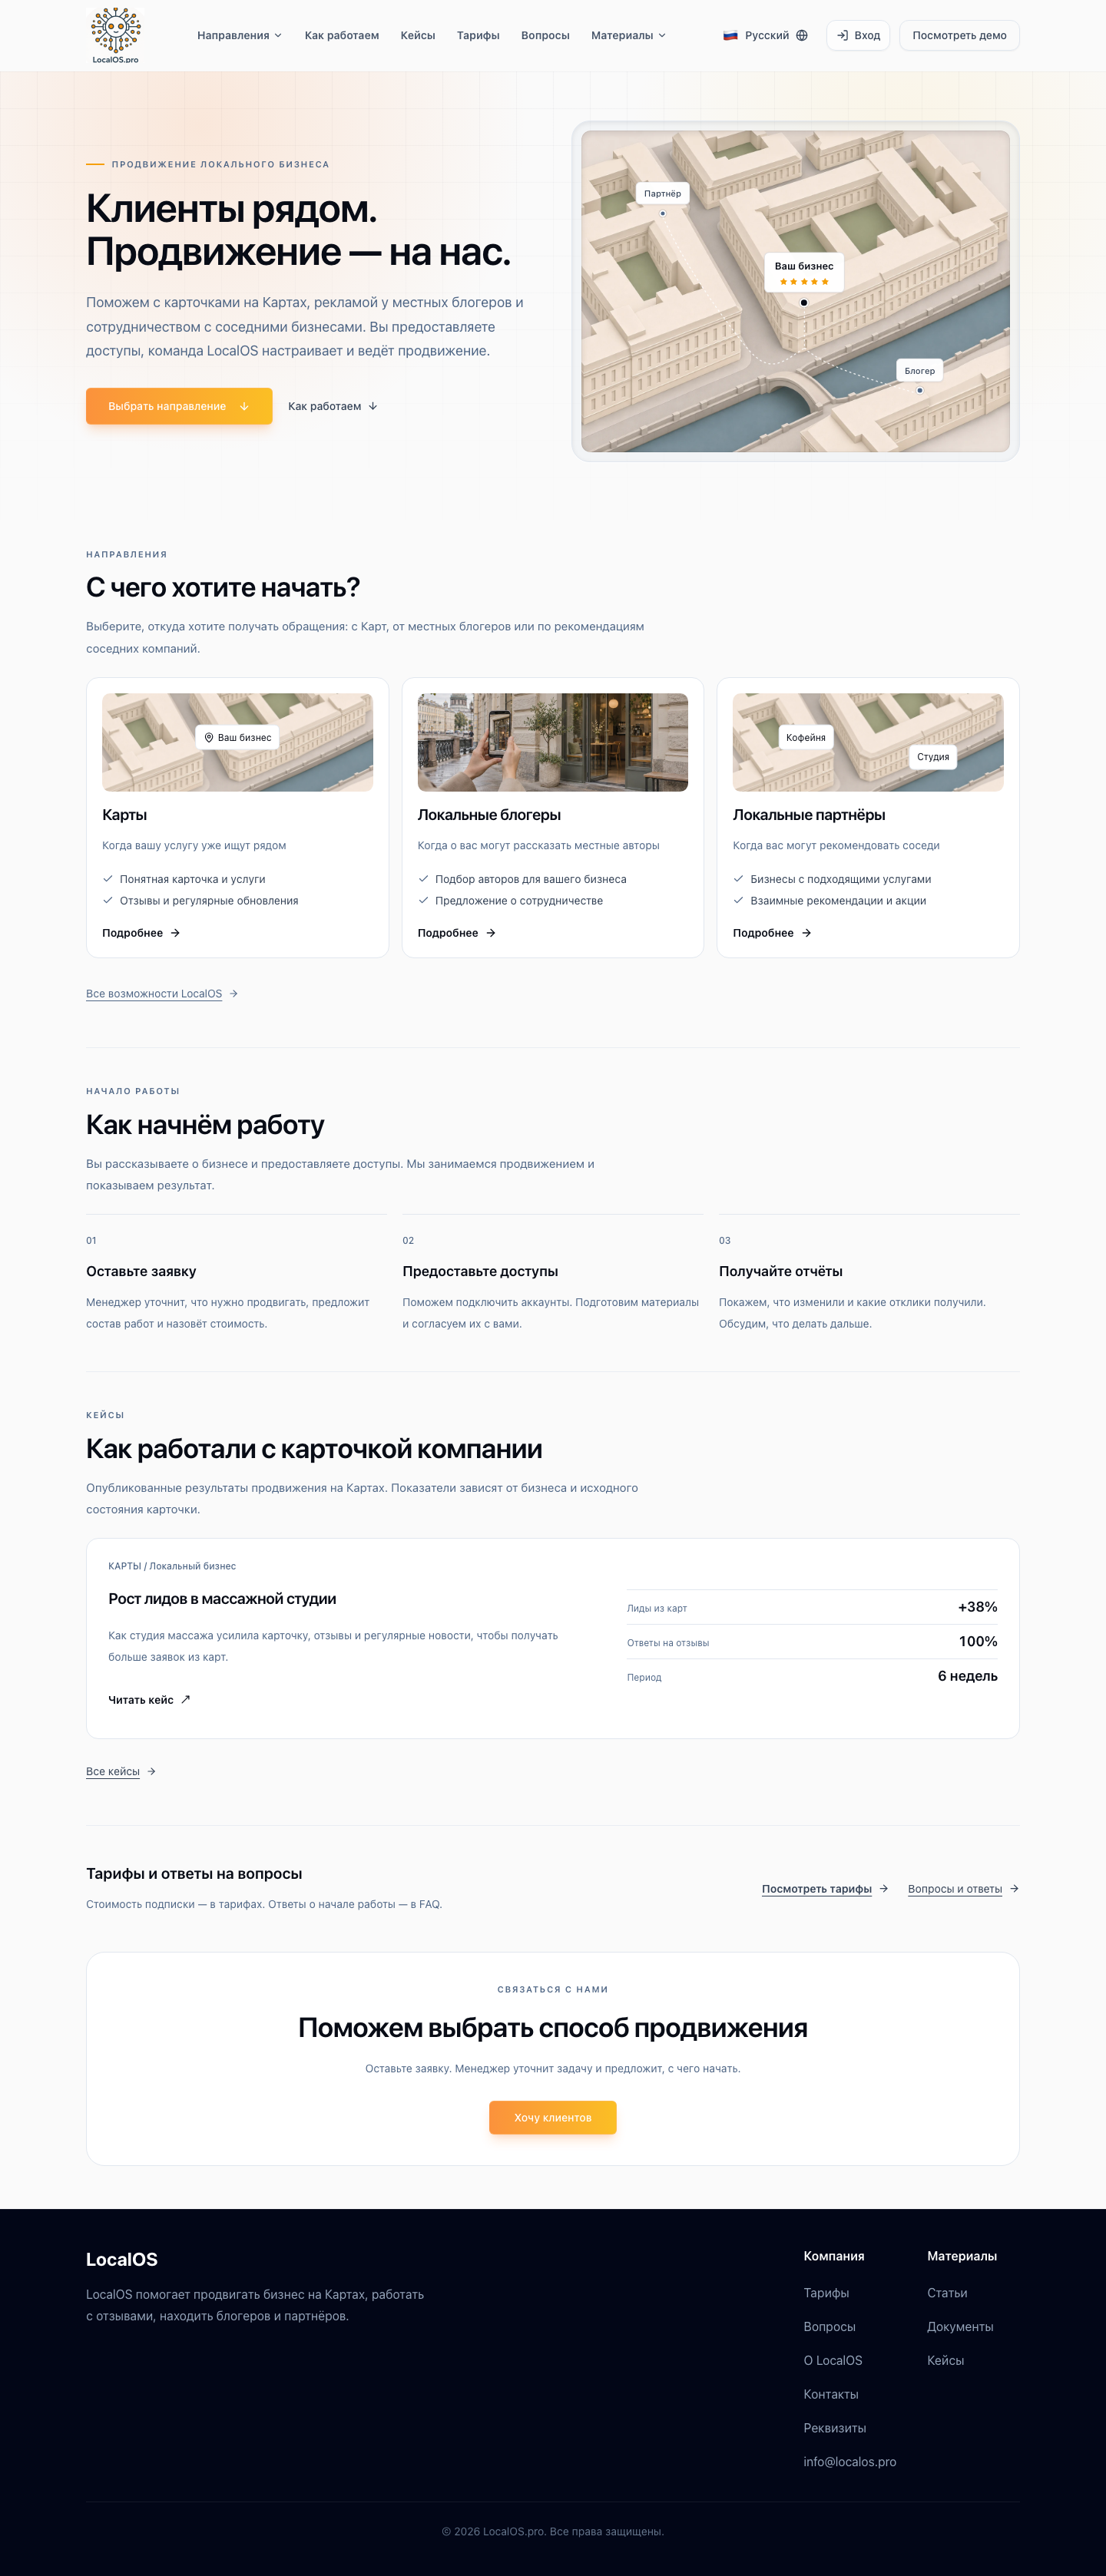 LocalOS.pro
Направления
Как работаем
Кейсы
Тарифы
Вопросы
Материалы
Русский
Вход
Посмотреть демо
ПРОДВИЖЕНИЕ ЛОКАЛЬНОГО БИЗНЕСА
Клиенты рядом.
Продвижение — на нас.
Поможем с карточками на Картах, рекламой у местных блогеров и
сотрудничеством с соседними бизнесами. Вы предоставляете
доступы, команда LocalOS настраивает и ведёт продвижение.
Выбрать направление
Как работаем
Партнёр
Ваш бизнес
Блогер
НАПРАВЛЕНИЯ
С чего хотите начать?
Выберите, откуда хотите получать обращения: с Карт, от местных блогеров или по рекомендациям
соседних компаний.
Ваш бизнес
Карты
Когда вашу услугу уже ищут рядом
Понятная карточка и услуги
Отзывы и регулярные обновления
Подробнее
Локальные блогеры
Когда о вас могут рассказать местные авторы
Подбор авторов для вашего бизнеса
Предложение о сотрудничестве
Подробнее
Кофейня
Студия
Локальные партнёры
Когда вас могут рекомендовать соседи
Бизнесы с подходящими услугами
Взаимные рекомендации и акции
Подробнее
Все возможности LocalOS
НАЧАЛО РАБОТЫ
Как начнём работу
Вы рассказываете о бизнесе и предоставляете доступы. Мы занимаемся продвижением и
показываем результат.
01
Оставьте заявку
Менеджер уточнит, что нужно продвигать, предложит
состав работ и назовёт стоимость.
02
Предоставьте доступы
Поможем подключить аккаунты. Подготовим материалы
и согласуем их с вами.
03
Получайте отчёты
Покажем, что изменили и какие отклики получили.
Обсудим, что делать дальше.
КЕЙСЫ
Как работали с карточкой компании
Опубликованные результаты продвижения на Картах. Показатели зависят от бизнеса и исходного
состояния карточки.
КАРТЫ / Локальный бизнес
Рост лидов в массажной студии
Как студия массажа усилила карточку, отзывы и регулярные новости, чтобы получать
больше заявок из карт.
Читать кейс
Лиды из карт +38%
Ответы на отзывы 100%
Период 6 недель
Все кейсы
Тарифы и ответы на вопросы
Стоимость подписки — в тарифах. Ответы о начале работы — в FAQ.
Посмотреть тарифы
Вопросы и ответы
СВЯЗАТЬСЯ С НАМИ
Поможем выбрать способ продвижения
Оставьте заявку. Менеджер уточнит задачу и предложит, с чего начать.
Хочу клиентов
LocalOS
LocalOS помогает продвигать бизнес на Картах, работать
с отзывами, находить блогеров и партнёров.
Компания
Тарифы
Вопросы
О LocalOS
Контакты
Реквизиты
info@localos.pro
Материалы
Статьи
Документы
Кейсы
© 2026 LocalOS.pro. Все права защищены.